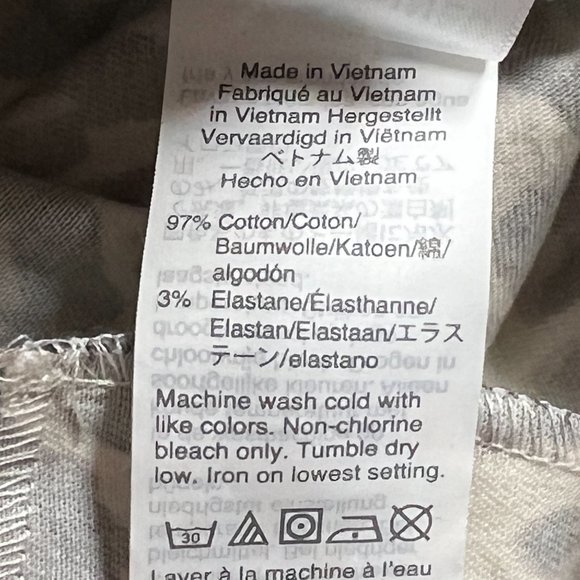 Made in Vietnam
Fabriqué au Vietnam
in Vietnam Hergestellt
Vervaardigd in Viëtnam
ベトナム製
Hecho en Vietnam
97% Cotton/Coton/
Baumwolle/Katoen/綿/
algodón
3% Elastane/Élasthanne/
Elastan/Elastaan/エラス
テーン/elastano
Machine wash cold with
like colors. Non-chlorine
bleach only. Tumble dry
low. Iron on lowest setting.
30
Laver à la machine à l'eau